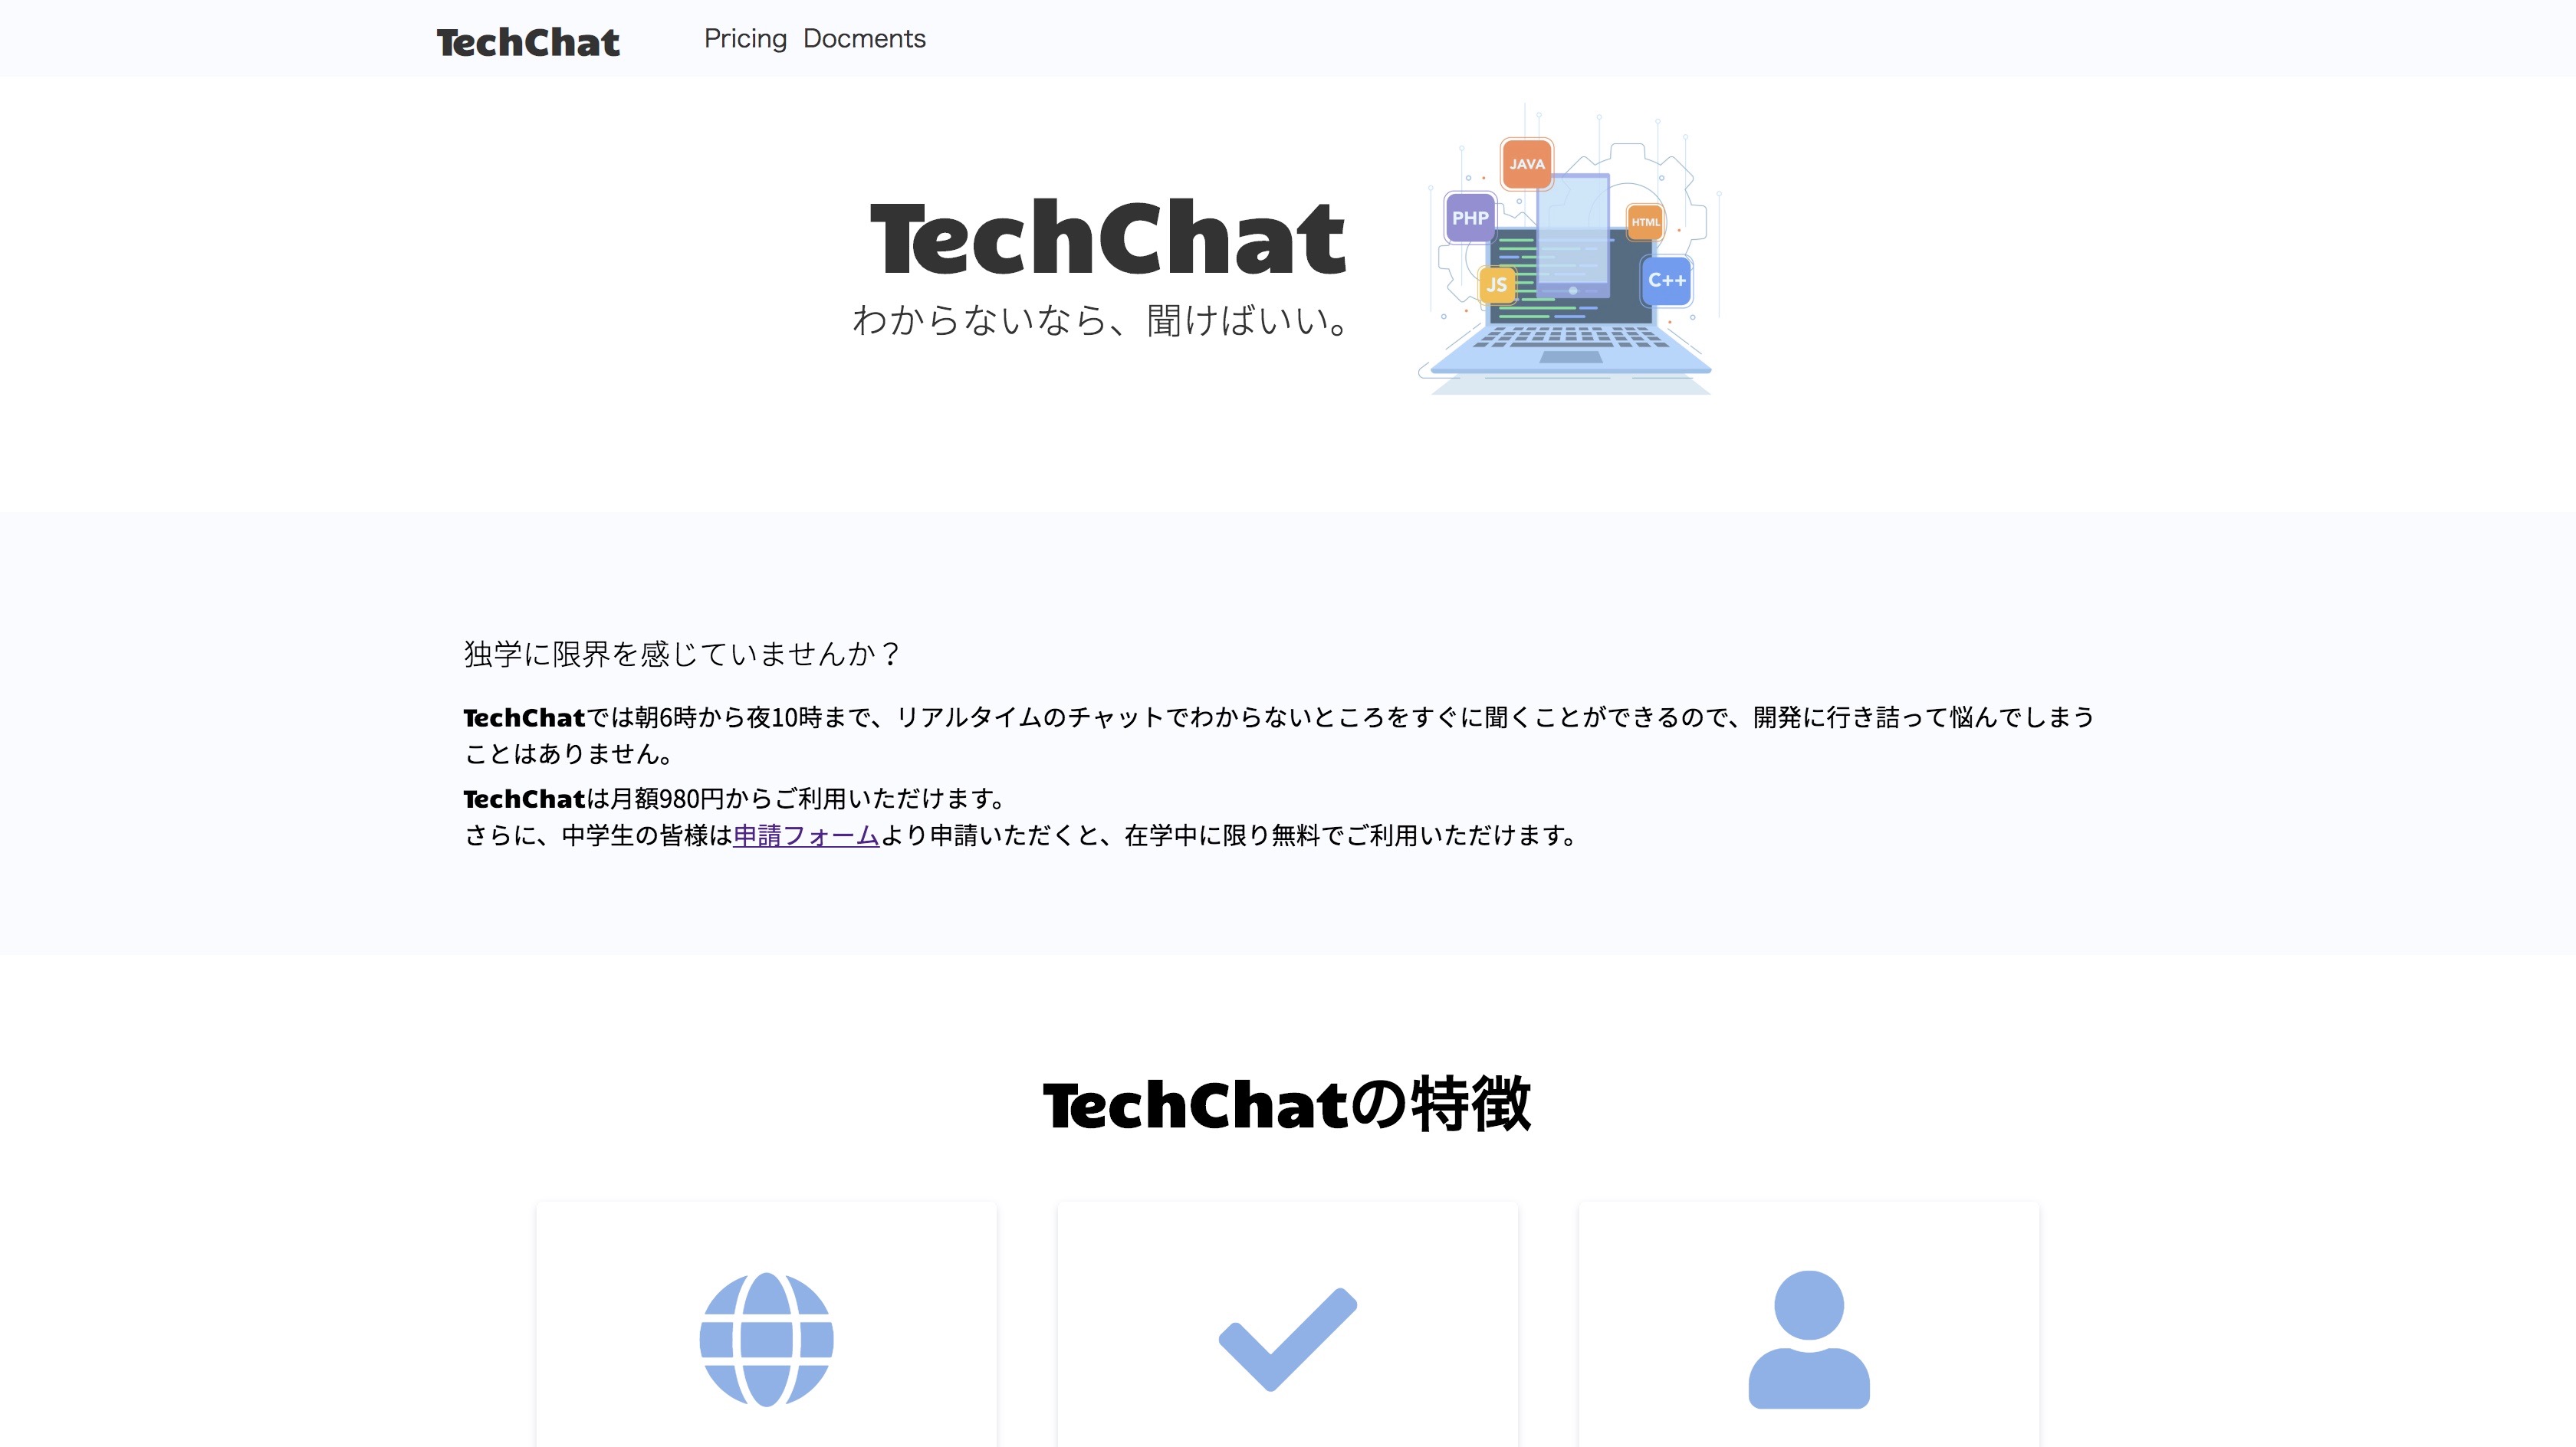 TechChat
Pricing Docments
TechChat
わからないなら、聞けばいい。
JAVA
PHP
HTML
JS
C++
独学に限界を感じていませんか？
TechChatでは朝6時から夜10時まで、リアルタイムのチャットでわからないところをすぐに聞くことができるので、開発に行き詰って悩んでしまう
ことはありません。
TechChatは月額980円からご利用いただけます。
さらに、中学生の皆様は申請フォームより申請いただくと、在学中に限り無料でご利用いただけます。
TechChatの特徴